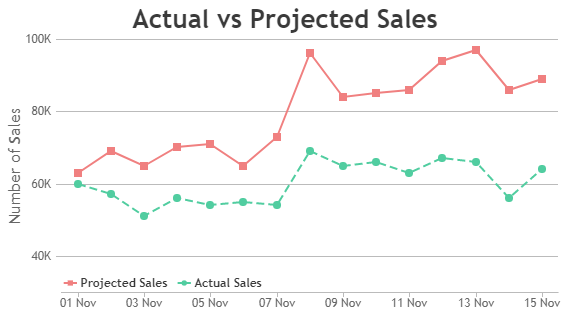 Actual vs Projected Sales
100K
80K
60K
40K
Number of Sales
Projected Sales Actual Sales
01 Nov 03 Nov 05 Nov 07 Nov 09 Nov 11 Nov 13 Nov 15 Nov